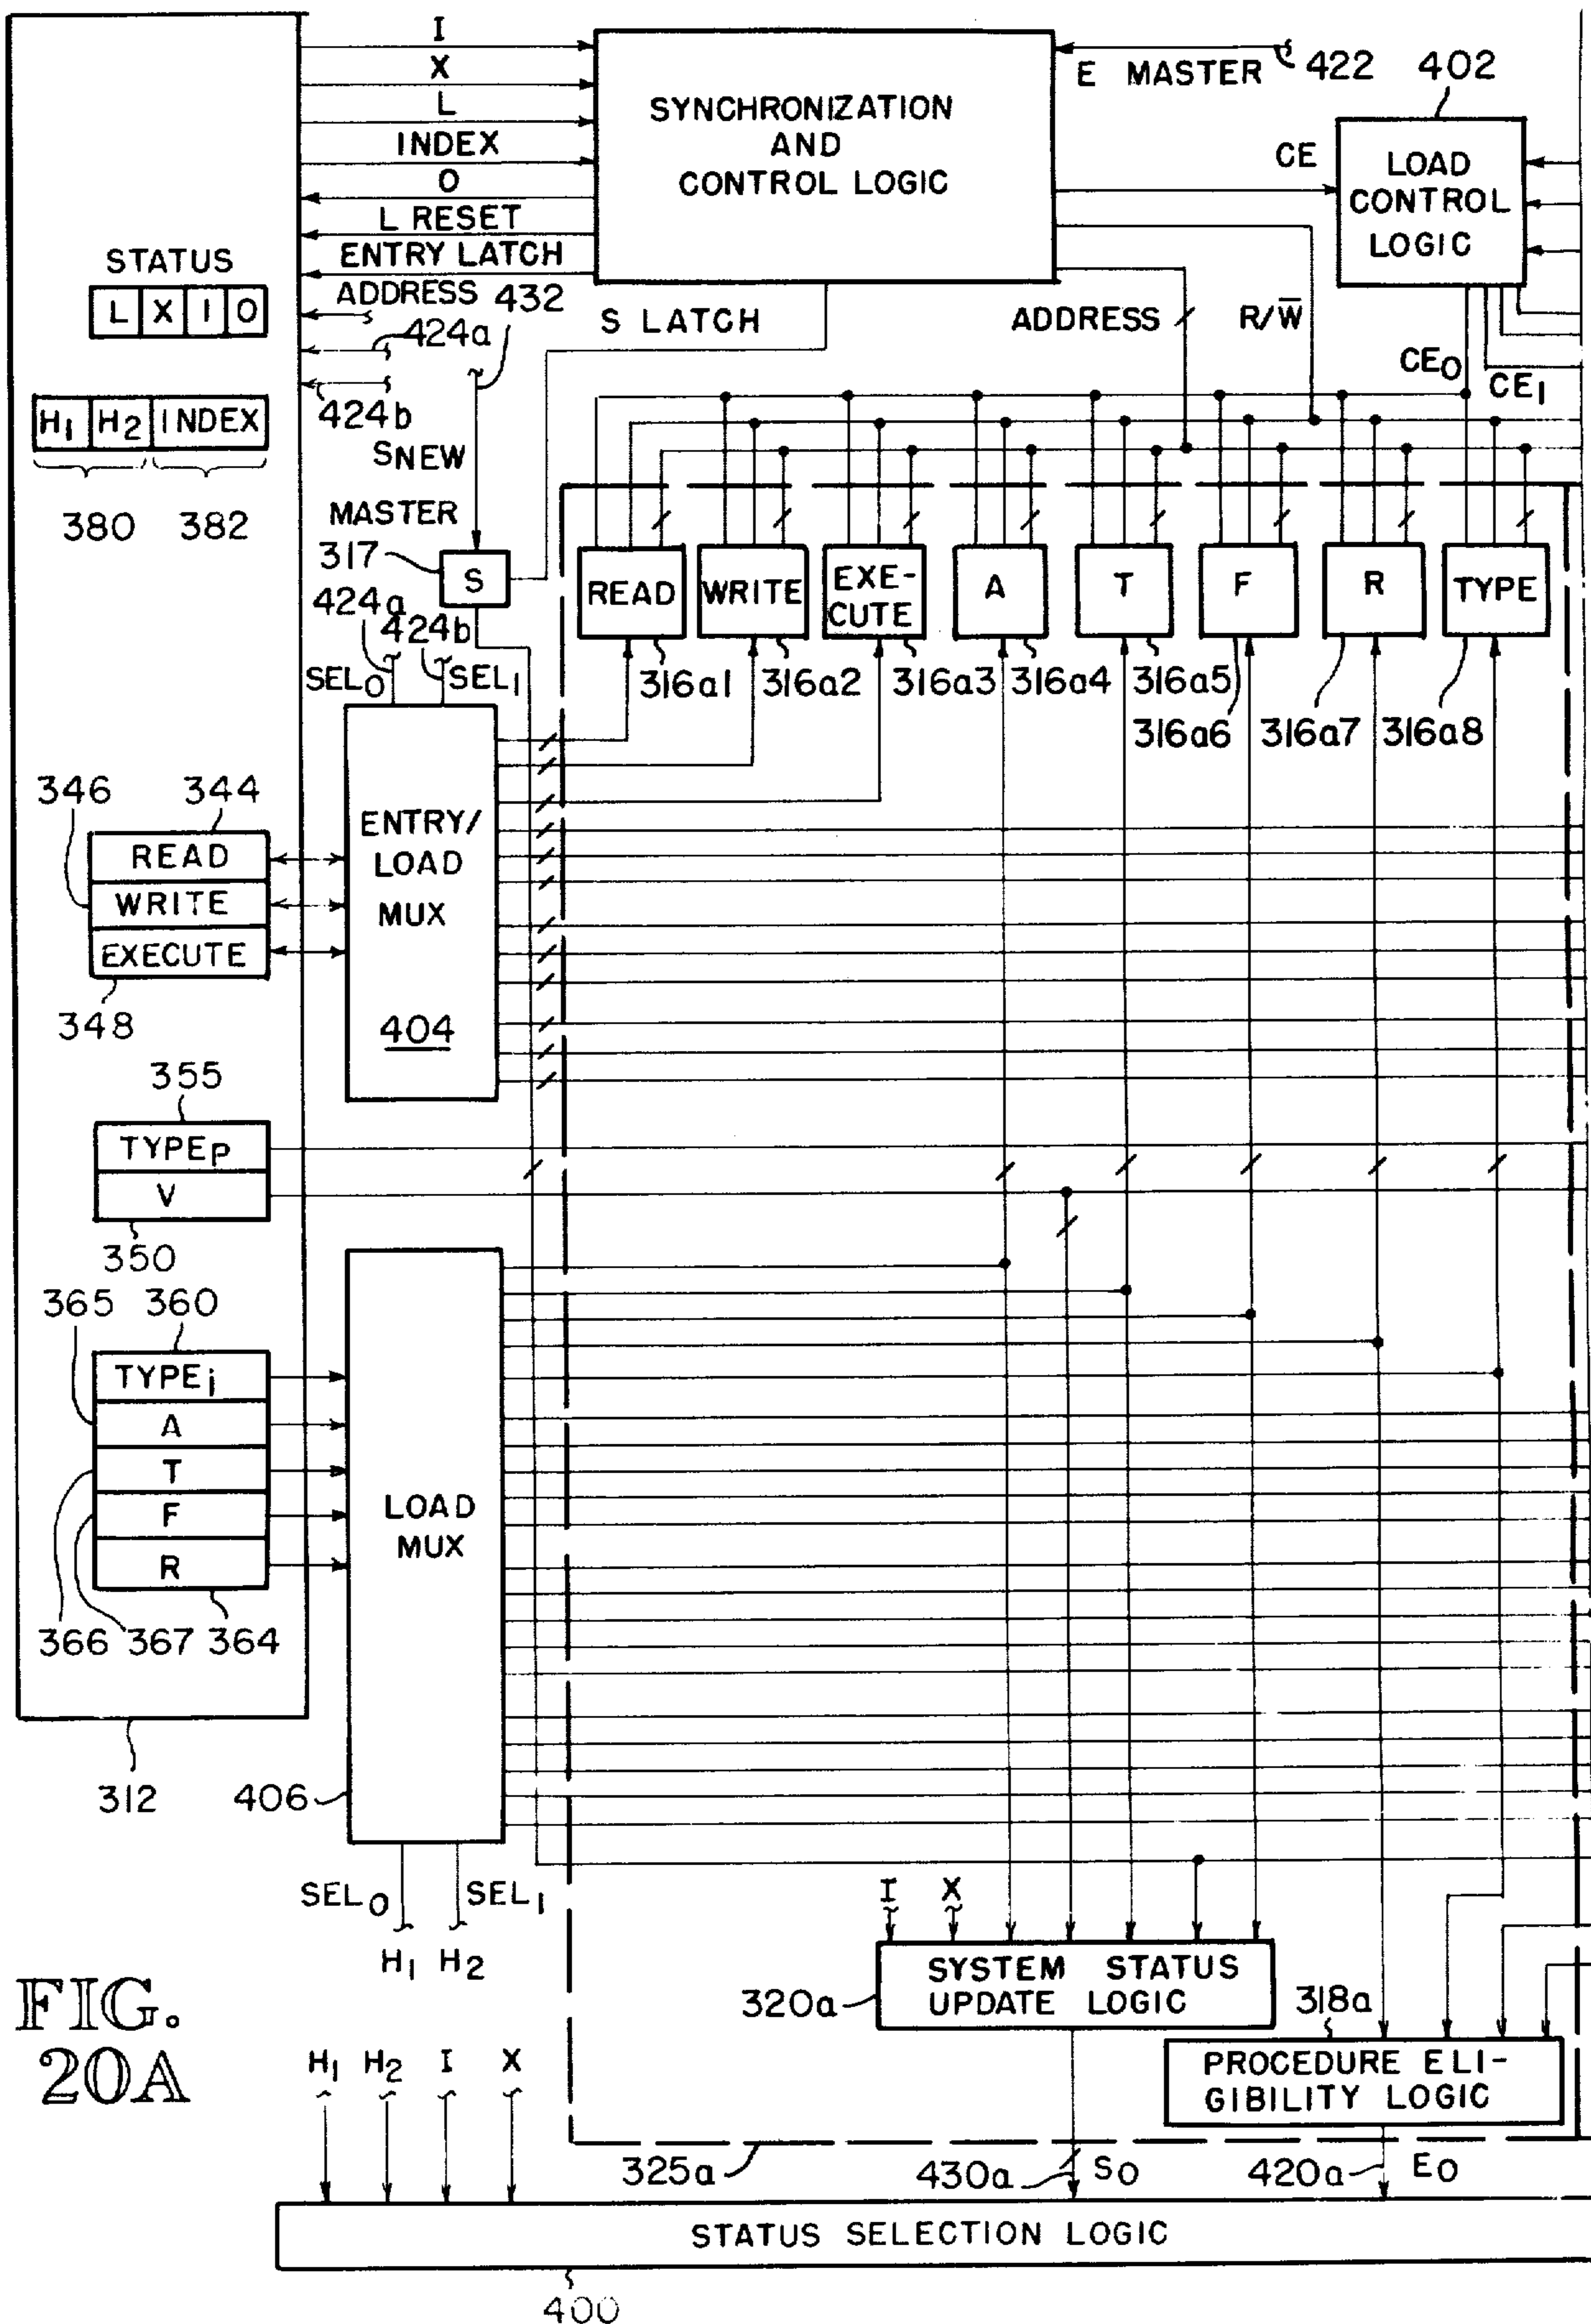 I
X
L
INDEX
O
L RESET
ENTRY LATCH
ADDRESS 432
424a
424b
SNEW
SYNCHRONIZATION
AND
CONTROL LOGIC
E MASTER 422 402
CE
LOAD
CONTROL
LOGIC
S LATCH
ADDRESS
R/W̅
CE0
CE1
STATUS
L X I O
H1 H2 INDEX
380 382
MASTER
317
S
424a
424b
SEL0
SEL1
READ
WRITE
EXE-
CUTE
A
T
F
R
TYPE
316a1 316a2 316a3 316a4 316a5
316a6 316a7 316a8
346 344
READ
WRITE
EXECUTE
348
ENTRY/
LOAD
MUX
404
355
TYPEP
V
350
365 360
TYPEi
A
T
F
R
366 367 364
LOAD
MUX
312
406
SEL0 SEL1
H1 H2
I X
SYSTEM STATUS
UPDATE LOGIC
320a
318a
PROCEDURE ELI-
GIBILITY LOGIC
FIG.
20A
H1 H2 I X
325a
430a S0
420a E0
STATUS SELECTION LOGIC
400